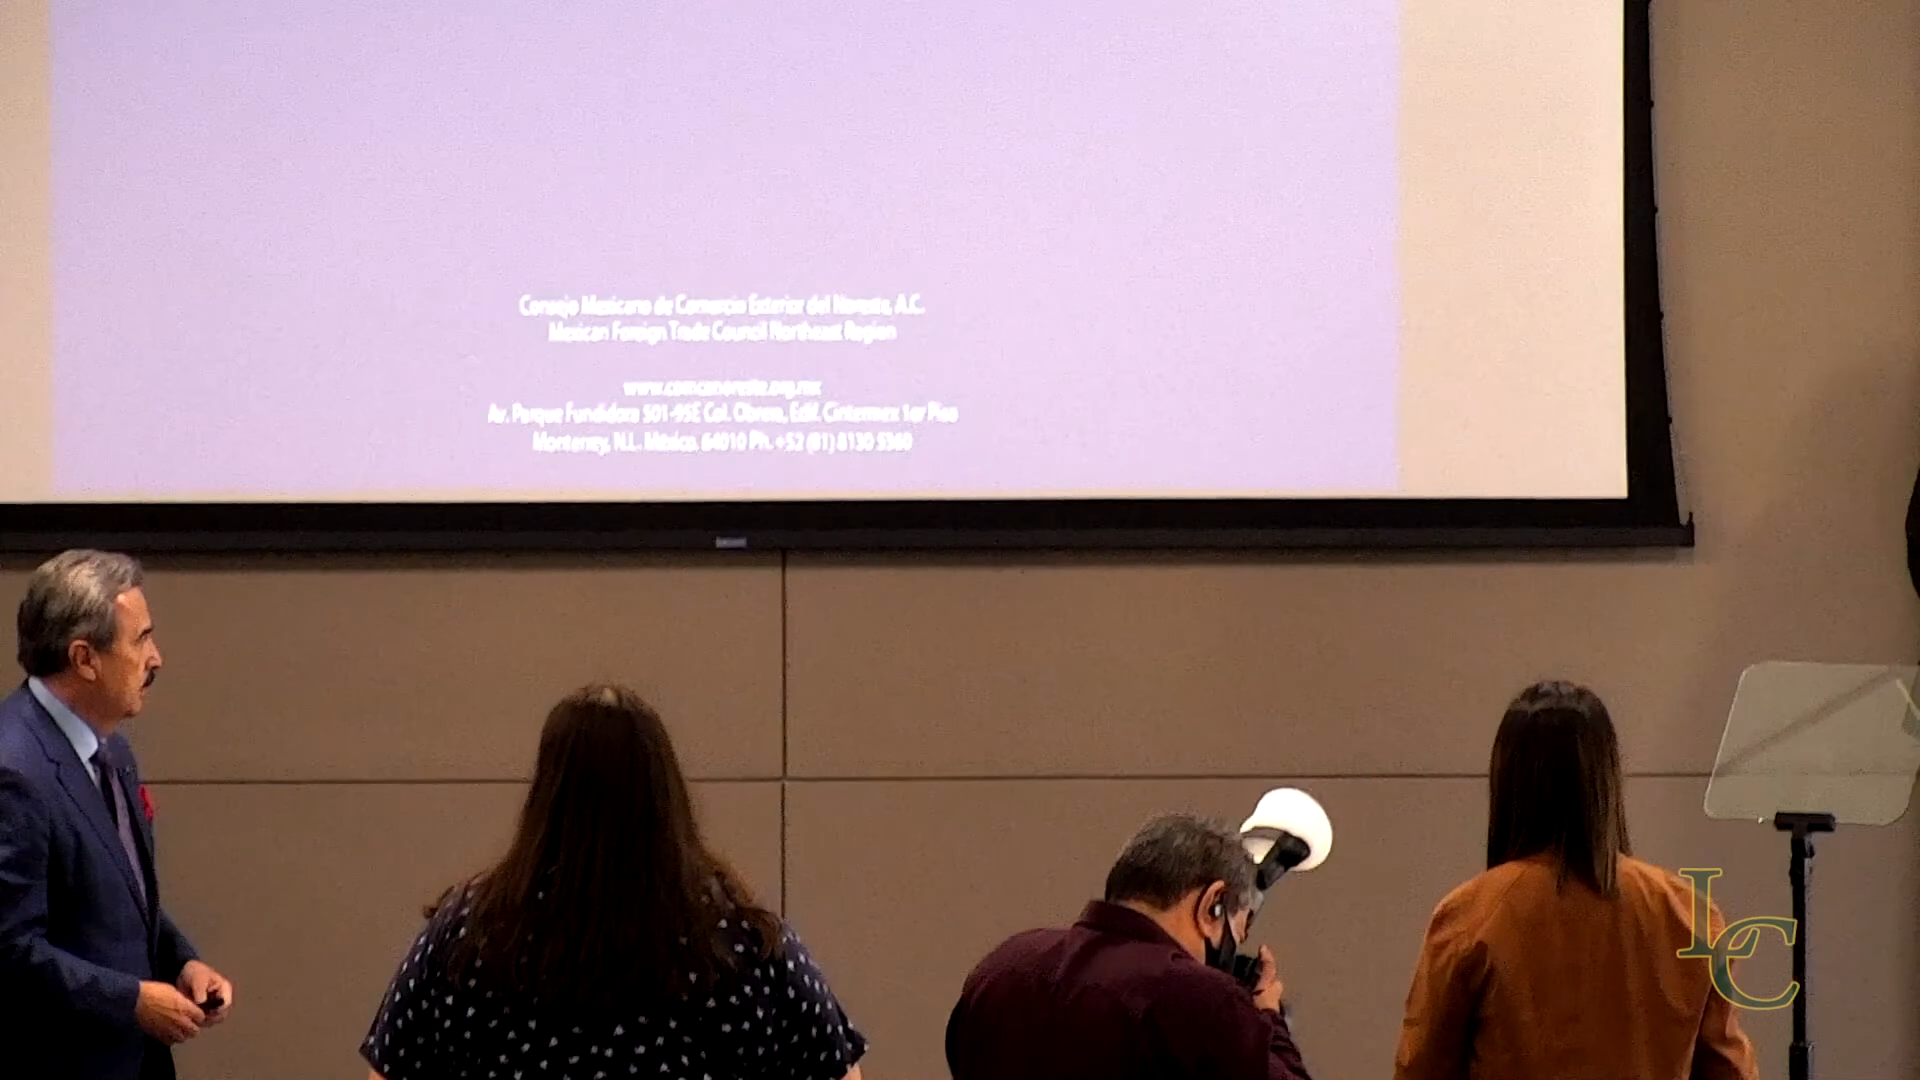 Consejo Mexicano de Comercio Exterior del Noreste, A.C.
Mexican Foreign Trade Council Northeast Region
www.comcenoreste.org.mx
Av. Parque Fundidora 501-95E Col. Obrera, Edif. Cintermex 1er Piso
Monterrey, N.L. México, 64010 Ph. +52 (81) 8130 5360
LC